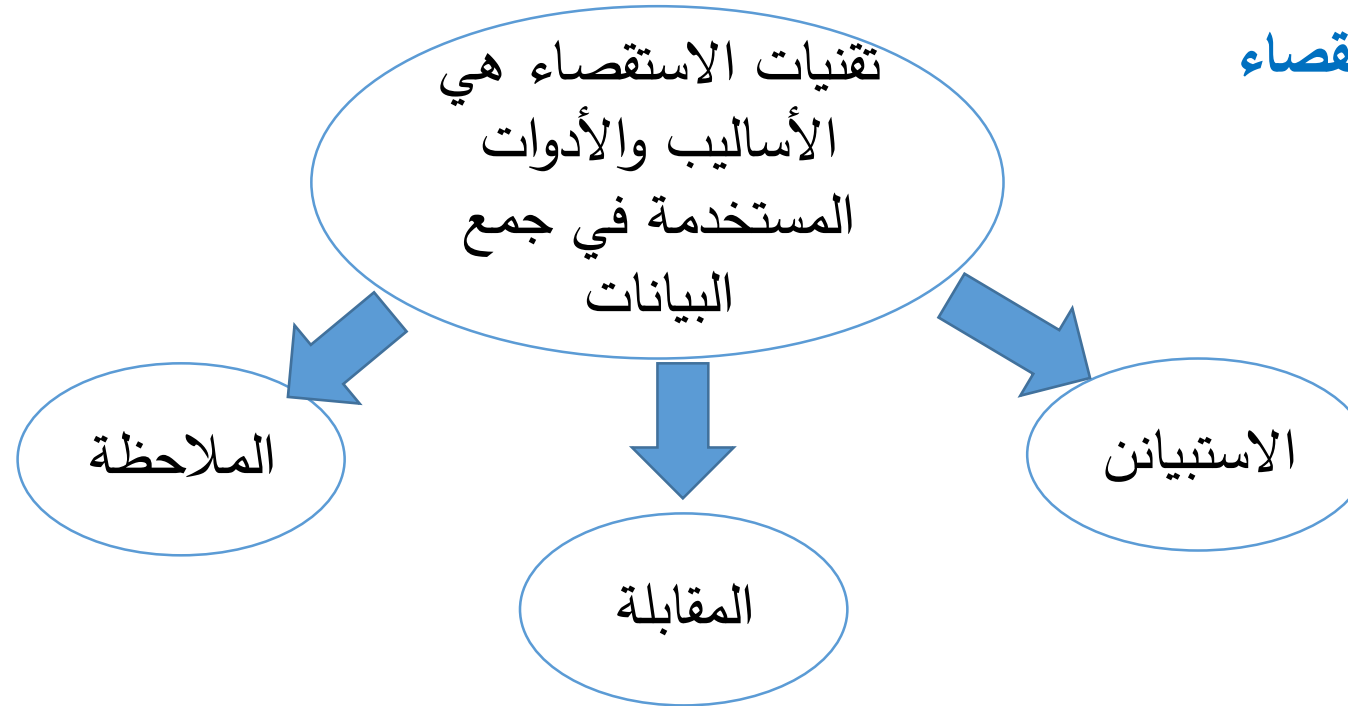 قصاء
تقنيات الاستقصاء هي
الأساليب والأدوات
المستخدمة في جمع
البيانات
الاستبيانن
الملاحظة
المقابلة